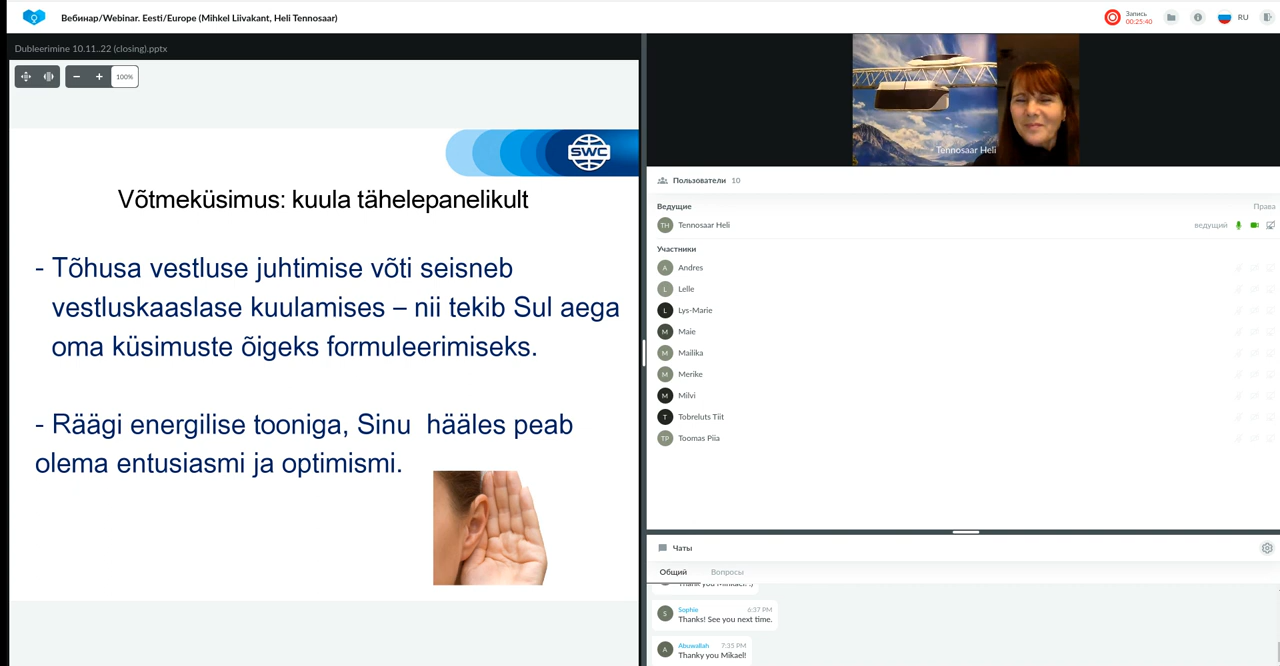 Вебинар/Webinar. Eesti/Europe (Mihkel Liivakant, Heli Tennosaar)
Запись
00:25:40
RU
Dubleerimine 10.11..22 (closing).pptx
100%
SWC
Võtmeküsimus: kuula tähelepanelikult
- Tõhusa vestluse juhtimise võti seisneb
vestluskaaslase kuulamises – nii tekib Sul aega
oma küsimuste õigeks formuleerimiseks.
- Räägi energilise tooniga, Sinu hääles peab
olema entusiasmi ja optimismi.
Tennosaar Heli
Пользователи 10
Ведущие Права
TH Tennosaar Heli ведущий
Участники
A Andres
L Lelle
L Lys-Marie
M Maie
M Mailika
M Merike
M Milvi
T Tobreluts Tiit
TP Toomas Piia
Чаты
Общий Вопросы
Thank you Mihkael! :)
Sophie 6:37 PM
S Thanks! See you next time.
Abuwallah 7:35 PM
A Thanky you Mikael!